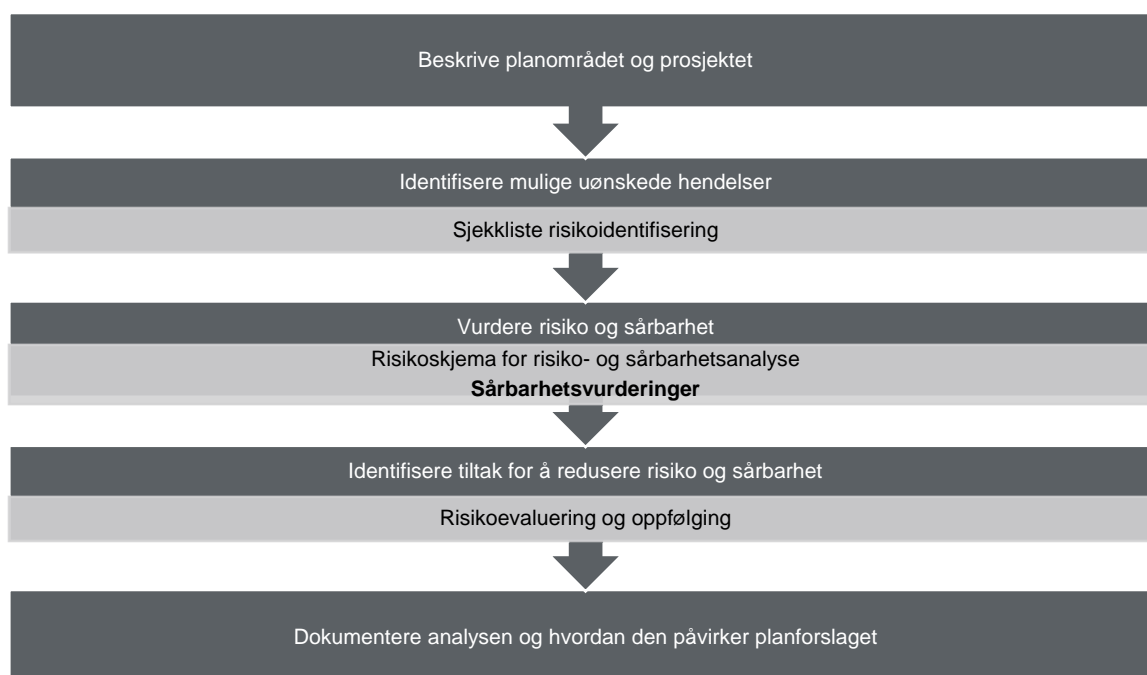 Beskrive planområdet og prosjektet
Identifisere mulige uønskede hendelser
Sjekkliste risikoidentifisering
Vurdere risiko og sårbarhet
Risikoskjema for risiko- og sårbarhetsanalyse
Sårbarhetsvurderinger
Identifisere tiltak for å redusere risiko og sårbarhet
Risikoevaluering og oppfølging
Dokumentere analysen og hvordan den påvirker planforslaget